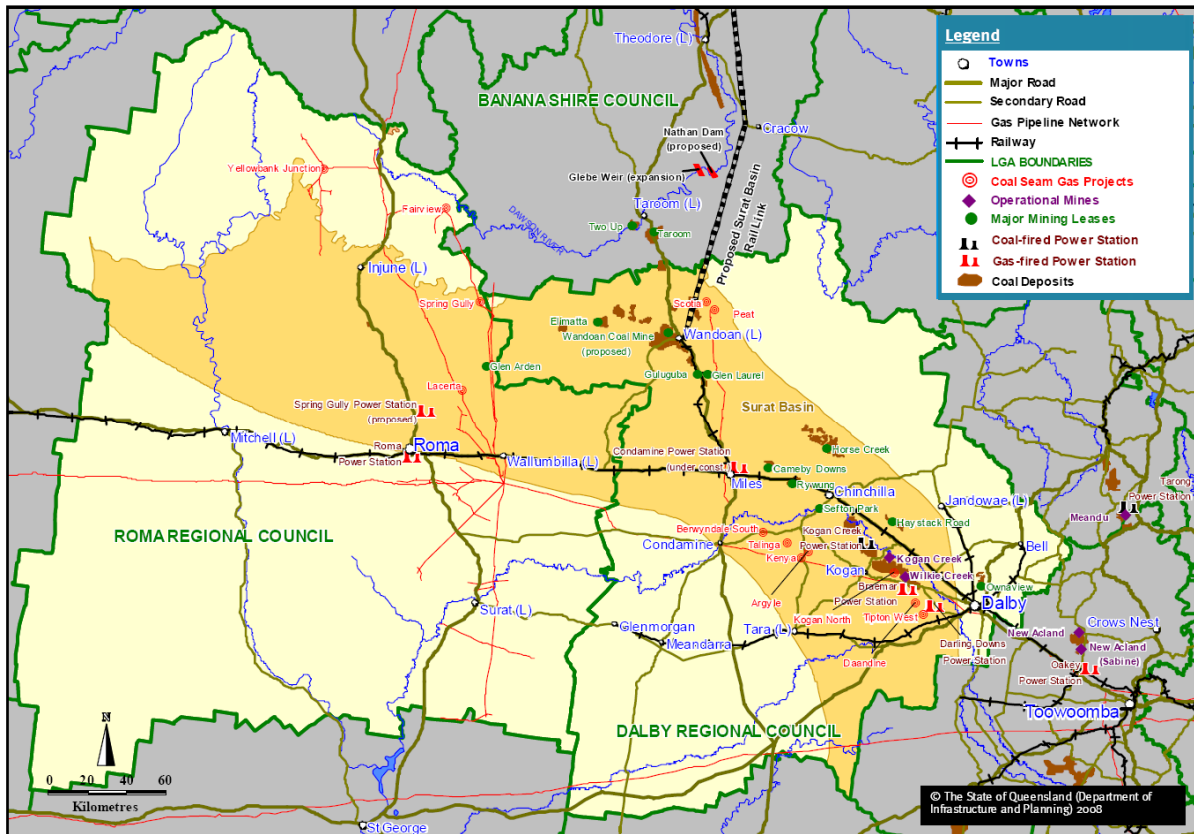 Theodore (L)
BANANA SHIRE COUNCIL
Cracow
Nathan Dam
(proposed)
Glebe Weir (expansion)
Yellowbank Junction
Fairview
Taroom (L)
Two Up
Taroom
DAWSON RIVER
Proposed Surat Basin
Rail Link
Injune (L)
Spring Gully
Scotia
Peat
Elimatta
Wandoan Coal Mine
(proposed)
Wandoan (L)
Glen Arden
Guluguba
Glen Laurel
Lacerta
Surat Basin
Spring Gully Power Station
(proposed)
Mitchell (L)
Roma
Power Station
Roma
Wallumbilla (L)
Condamine Power Station
(under const.)
Miles
Horse Creek
Cameby Downs
Rywung
Chinchilla
Sefton Park
Jandowae (L)
Haystack Road
Tarong
Power Station
Meandu
ROMA REGIONAL COUNCIL
Condamine
Berwyndale South
Talinga
Kenya
Kogan Creek
Power Station
Kogan Creek
Bell
Kogan
Wilkie Creek
Braemar
Power Station
Ownaview
Argyle
Kogan North
Tipton West
Dalby
Surat (L)
Glenmorgan
Meandarra
Tara (L)
Daandine
Darling Downs
Power Station
New Acland
Crows Nest
New Acland
(Sabine)
Oakey
Power Station
Toowoomba
DALBY REGIONAL COUNCIL
St George
N
0 20 40 60
Kilometres
Legend
Towns
Major Road
Secondary Road
Gas Pipeline Network
Railway
LGA BOUNDARIES
Coal Seam Gas Projects
Operational Mines
Major Mining Leases
Coal-fired Power Station
Gas-fired Power Station
Coal Deposits
© The State of Queensland (Department of
Infrastructure and Planning) 2008